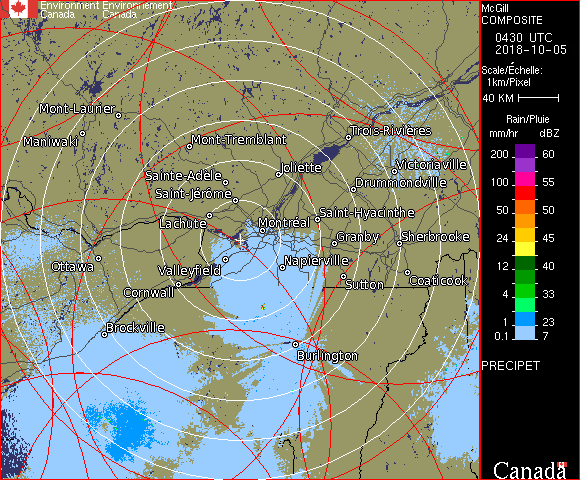 Environment Environnement
Canada Canada
McGill
COMPOSITE
0430 UTC
2018-10-05
Scale/Échelle:
1km/Pixel
40 KM
Rain/Pluie
mm/hr dBZ
200 60
100 55
50 50
24 45
12 40
4 33
1 23
0.1 7
PRECIPET
Canada
Mont-Laurier
Maniwaki
Mont-Tremblant
Trois-Rivières
Joliette
Victoriaville
Sainte-Adèle
Drummondville
Saint-Jérôme
Lachute
Montréal
Saint-Hyacinthe
Granby
Sherbrooke
Ottawa
Valleyfield
Napierville
Cornwall
Sutton
Coaticook
Brockville
Burlington